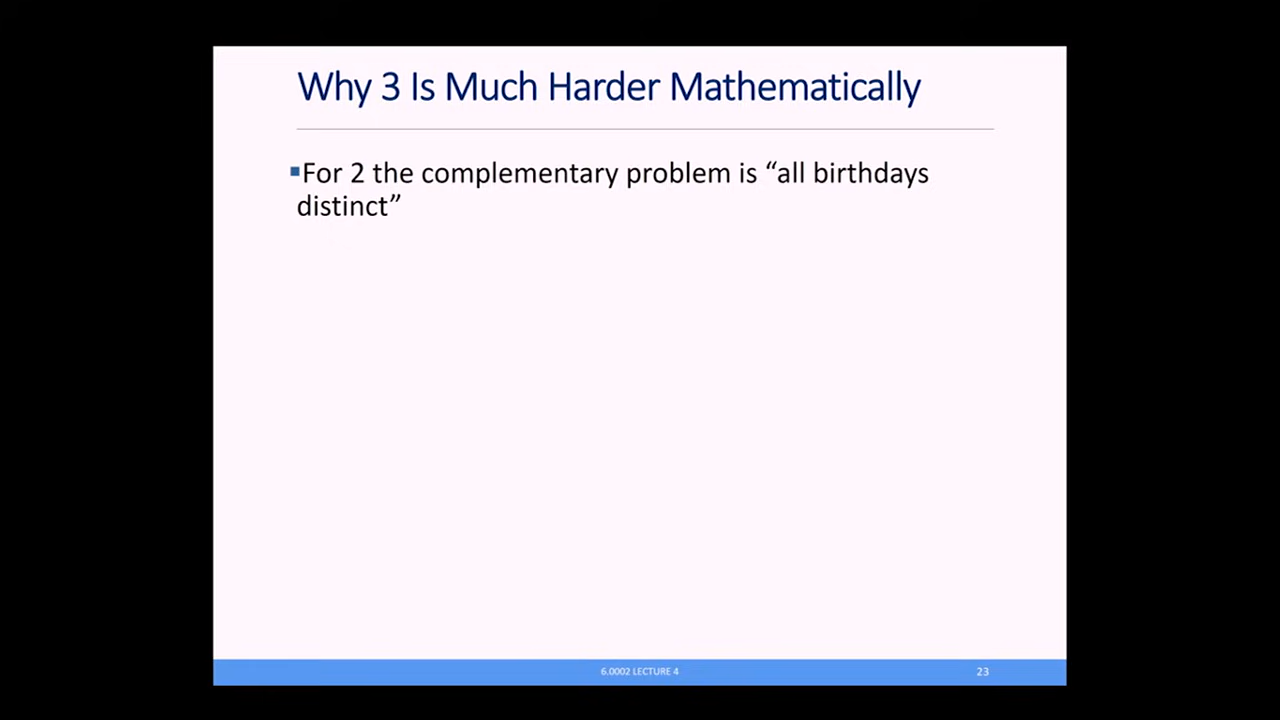 Why 3 Is Much Harder Mathematically
▪For 2 the complementary problem is “all birthdays
distinct”
6.0002 LECTURE 4
23